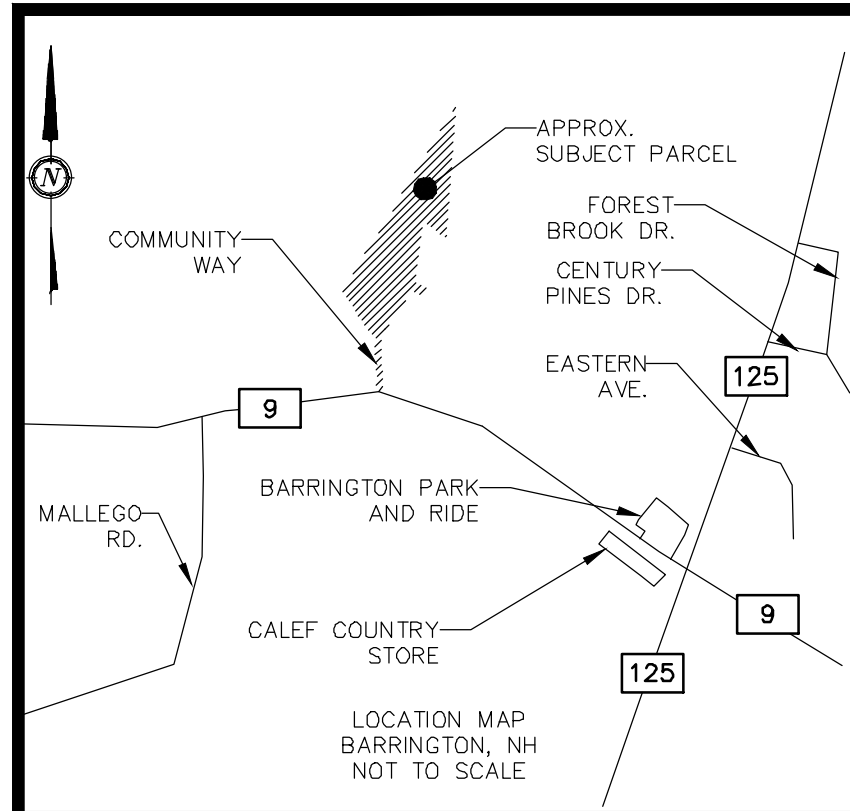 APPROX.
SUBJECT PARCEL
N
FOREST
BROOK DR.
COMMUNITY
WAY
CENTURY
PINES DR.
EASTERN
AVE.
125
9
BARRINGTON PARK
AND RIDE
MALLEGO
RD.
9
CALEF COUNTRY
STORE
125
LOCATION MAP
BARRINGTON, NH
NOT TO SCALE